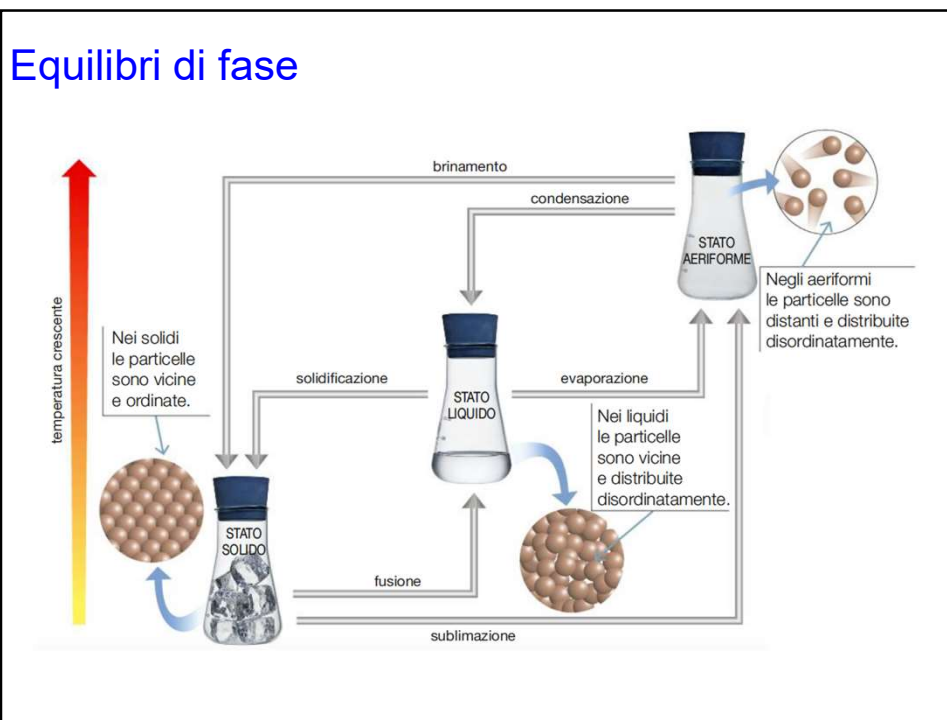 Equilibri di fase
brinamento
condensazione
STATO
AERIFORME
Negli aeriformi
le particelle sono
distanti e distribuite
disordinatamente.
temperatura crescente
Nei solidi
le particelle
sono vicine
e ordinate.
solidificazione
STATO
LIQUIDO
evaporazione
Nei liquidi
le particelle
sono vicine
e distribuite
disordinatamente.
STATO
SOLIDO
fusione
sublimazione